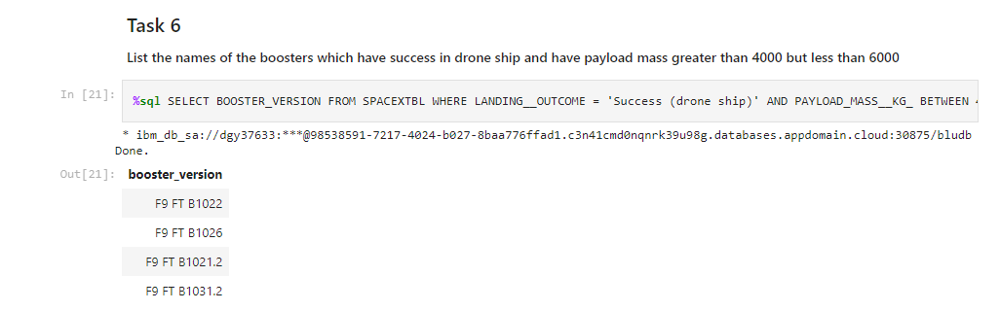 Task 6
List the names of the boosters which have success in drone ship and have payload mass greater than 4000 but less than 6000
In [21]: %sql SELECT BOOSTER_VERSION FROM SPACEXTBL WHERE LANDING__OUTCOME = 'Success (drone ship)' AND PAYLOAD_MASS__KG_ BETWEEN
* ibm_db_sa://dgy37633:***@98538591-7217-4024-b027-8baa776ffad1.c3n41cmd0nqnrk39u98g.databases.appdomain.cloud:30875/bludb
Done.
Out[21]: booster_version
F9 FT B1022
F9 FT B1026
F9 FT B1021.2
F9 FT B1031.2